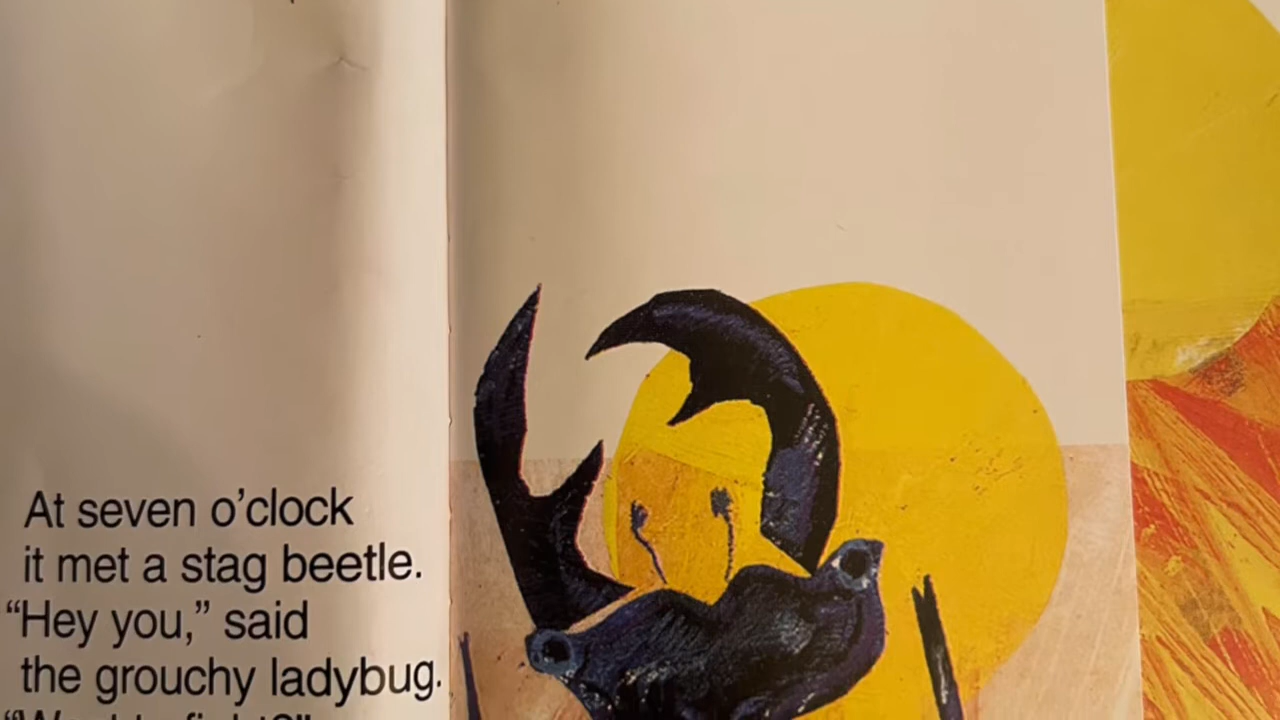 At seven o’clock
it met a stag beetle.
“Hey you,” said
the grouchy ladybug.